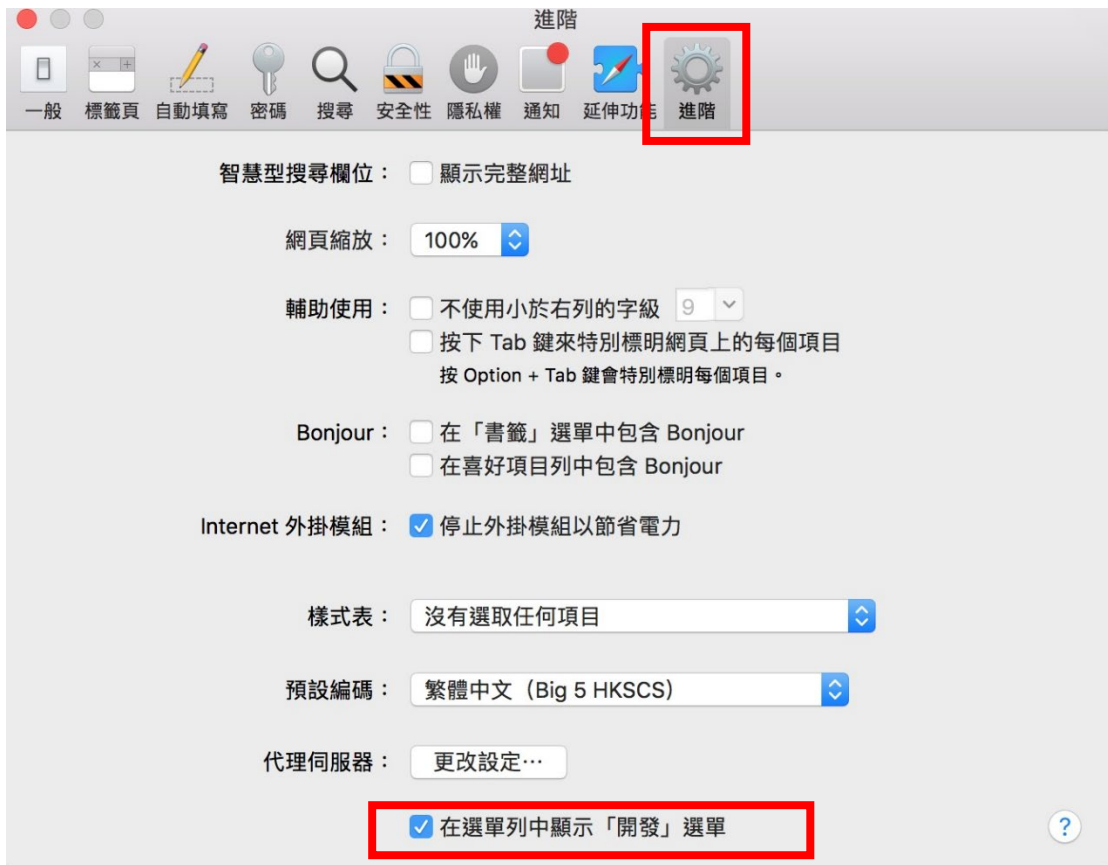 進階
一般 標籤頁 自動填寫 密碼 搜尋 安全性 隱私權 通知 延伸功能 進階
智慧型搜尋欄位： 顯示完整網址
網頁縮放： 100%
輔助使用： 不使用小於右列的字級 9
按下 Tab 鍵來特別標明網頁上的每個項目
按 Option + Tab 鍵會特別標明每個項目。
Bonjour： 在「書籤」選單中包含 Bonjour
在喜好項目列中包含 Bonjour
Internet 外掛模組： 停止外掛模組以節省電力
樣式表： 沒有選取任何項目
預設編碼： 繁體中文（Big 5 HKSCS）
代理伺服器： 更改設定⋯
在選單列中顯示「開發」選單 ?